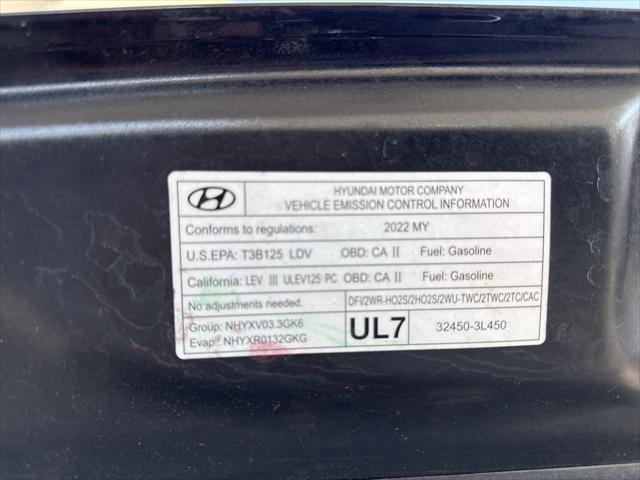 HYUNDAI MOTOR COMPANY
VEHICLE EMISSION CONTROL INFORMATION
Conforms to regulations: 2022 MY
U.S.EPA: T3B125 LDV OBD: CA II Fuel: Gasoline
California: LEV III ULEV125 PC OBD: CA II Fuel: Gasoline
No adjustments needed. DFI/2WR-HO2S/2HO2S/2WU-TWC/2TWC/2TC/CAC
Group: NHYXV03.3GK6
Evap: NHYXR0132GKG
UL7
32450-3L450